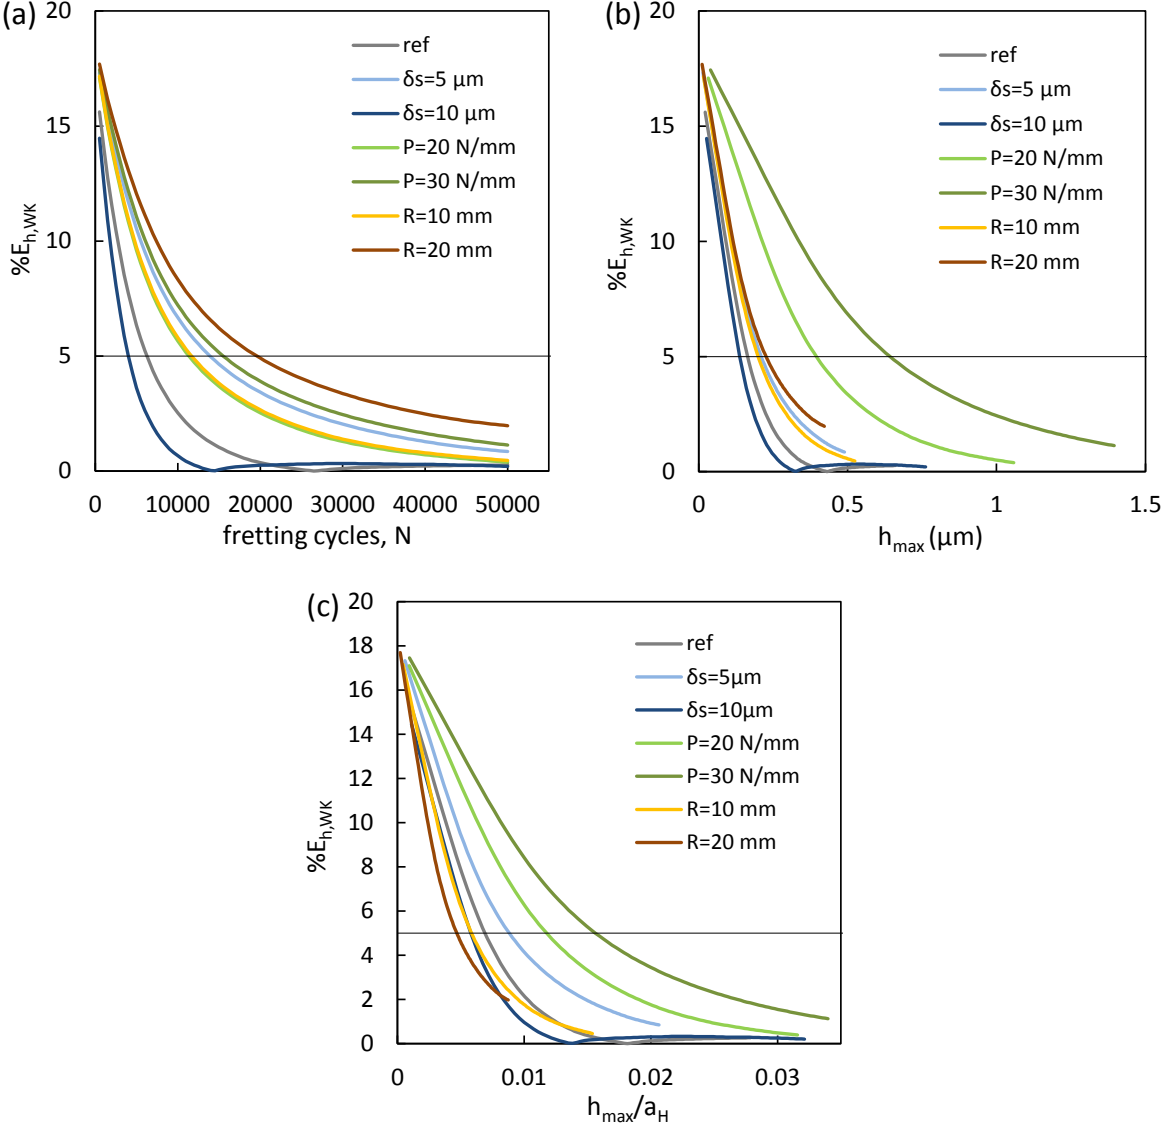 (a)
%E_h,WK
20
15
10
5
0
0 10000 20000 30000 40000 50000
fretting cycles, N
ref
δs=5 μm
δs=10 μm
P=20 N/mm
P=30 N/mm
R=10 mm
R=20 mm
(b)
%E_h,WK
20
15
10
5
0
0 0.5 1 1.5
h_max (μm)
ref
δs=5 μm
δs=10 μm
P=20 N/mm
P=30 N/mm
R=10 mm
R=20 mm
(c)
%E_h,WK
20
18
16
14
12
10
8
6
4
2
0
0 0.01 0.02 0.03
h_max/a_H
ref
δs=5μm
δs=10μm
P=20 N/mm
P=30 N/mm
R=10 mm
R=20 mm